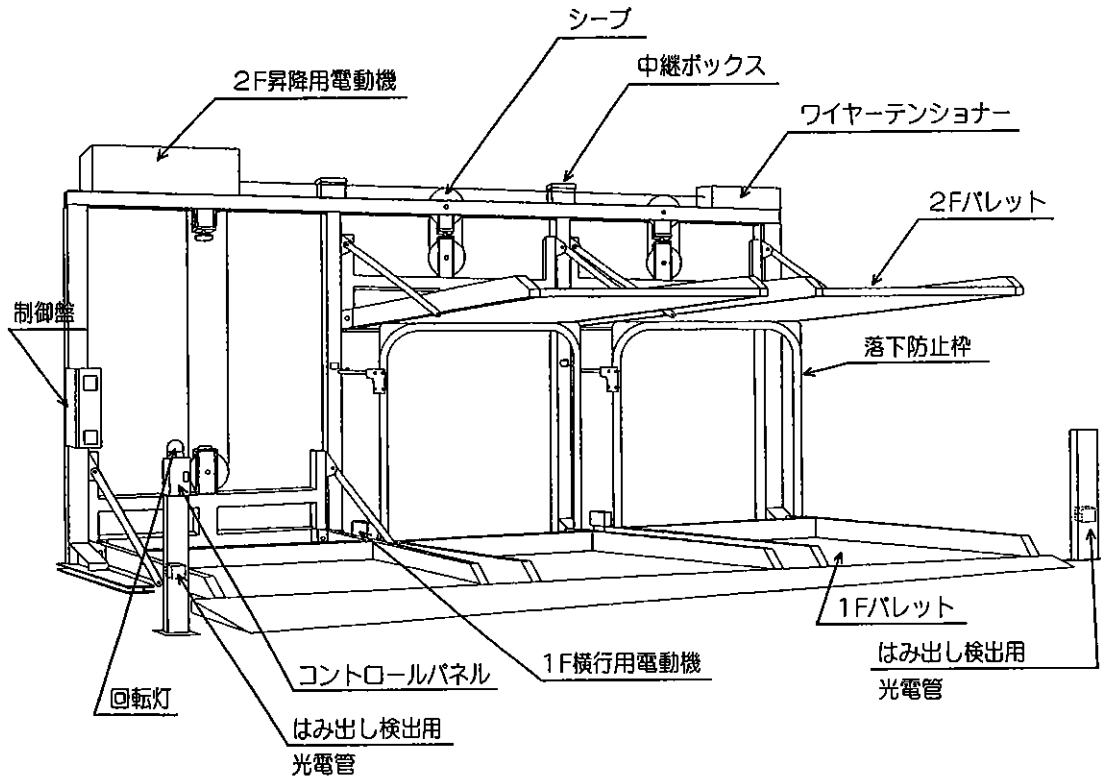 シーブ
中継ボックス
2F昇降用電動機
ワイヤーテンショナー
2Fパレット
制御盤
落下防止枠
1Fパレット
はみ出し検出用
光電管
1F横行用電動機
コントロールパネル
回転灯
はみ出し検出用
光電管